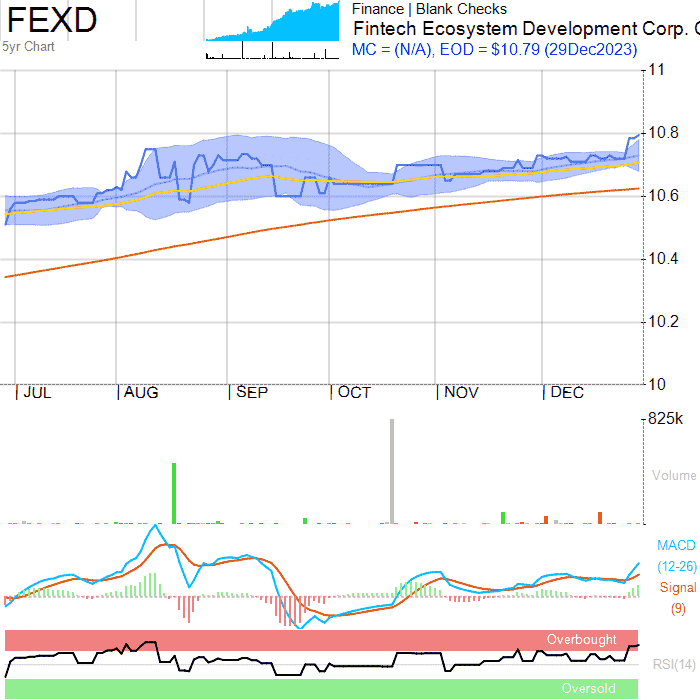 FEXD
5yr Chart
Finance | Blank Checks
Fintech Ecosystem Development Corp. C
MC = (N/A), EOD = $10.79 (29Dec2023)
11
10.8
10.6
10.4
10.2
10
JUL AUG SEP OCT NOV DEC
825k
Volume
MACD
(12-26)
Signal
(9)
Overbought
RSI(14)
Oversold